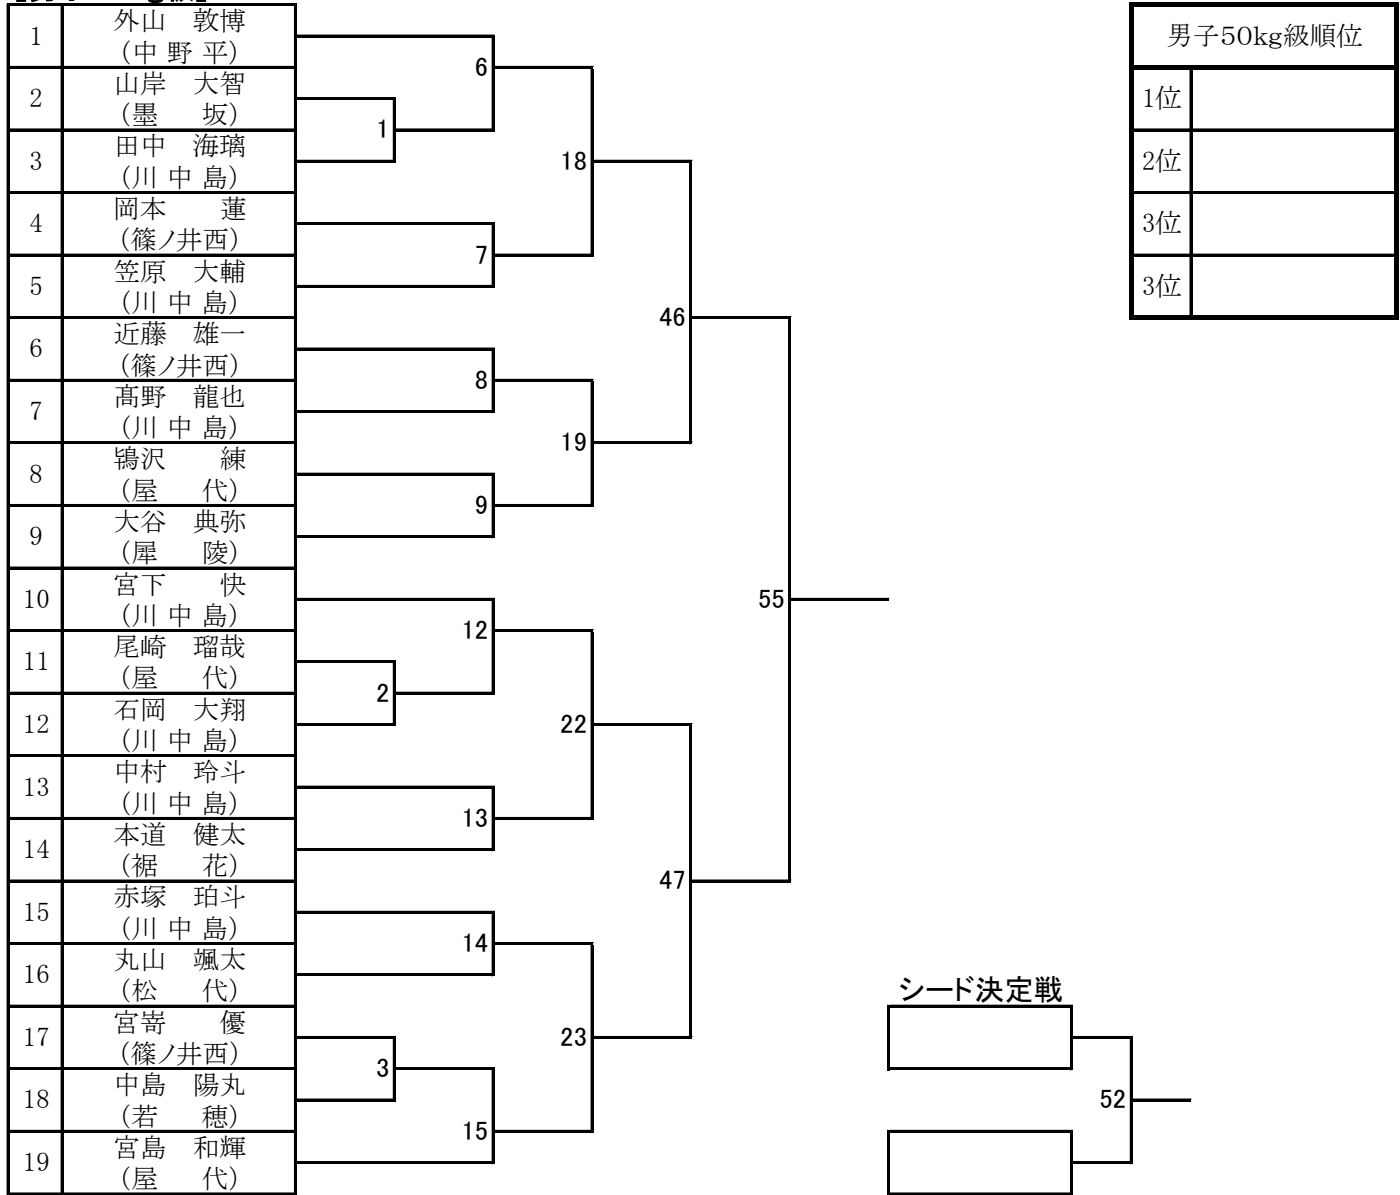 1 外山 敦博
(中 野 平)
2 山岸 大智
(墨 坂)
3 田中 海璃
(川 中 島)
4 岡本 蓮
(篠ノ井西)
5 笠原 大輔
(川 中 島)
6 近藤 雄一
(篠ノ井西)
7 髙野 龍也
(川 中 島)
8 鴇沢 練
(屋 代)
9 大谷 典弥
(犀 陵)
10 宮下 快
(川 中 島)
11 尾崎 瑠哉
(屋 代)
12 石岡 大翔
(川 中 島)
13 中村 玲斗
(川 中 島)
14 本道 健太
(裾 花)
15 赤塚 珀斗
(川 中 島)
16 丸山 颯太
(松 代)
17 宮嵜 優
(篠ノ井西)
18 中島 陽丸
(若 穂)
19 宮島 和輝
(屋 代)
1
2
3
6
7
8
9
12
13
14
15
18
19
22
23
46
47
55
男子50kg級順位
1位
2位
3位
3位
シード決定戦
52